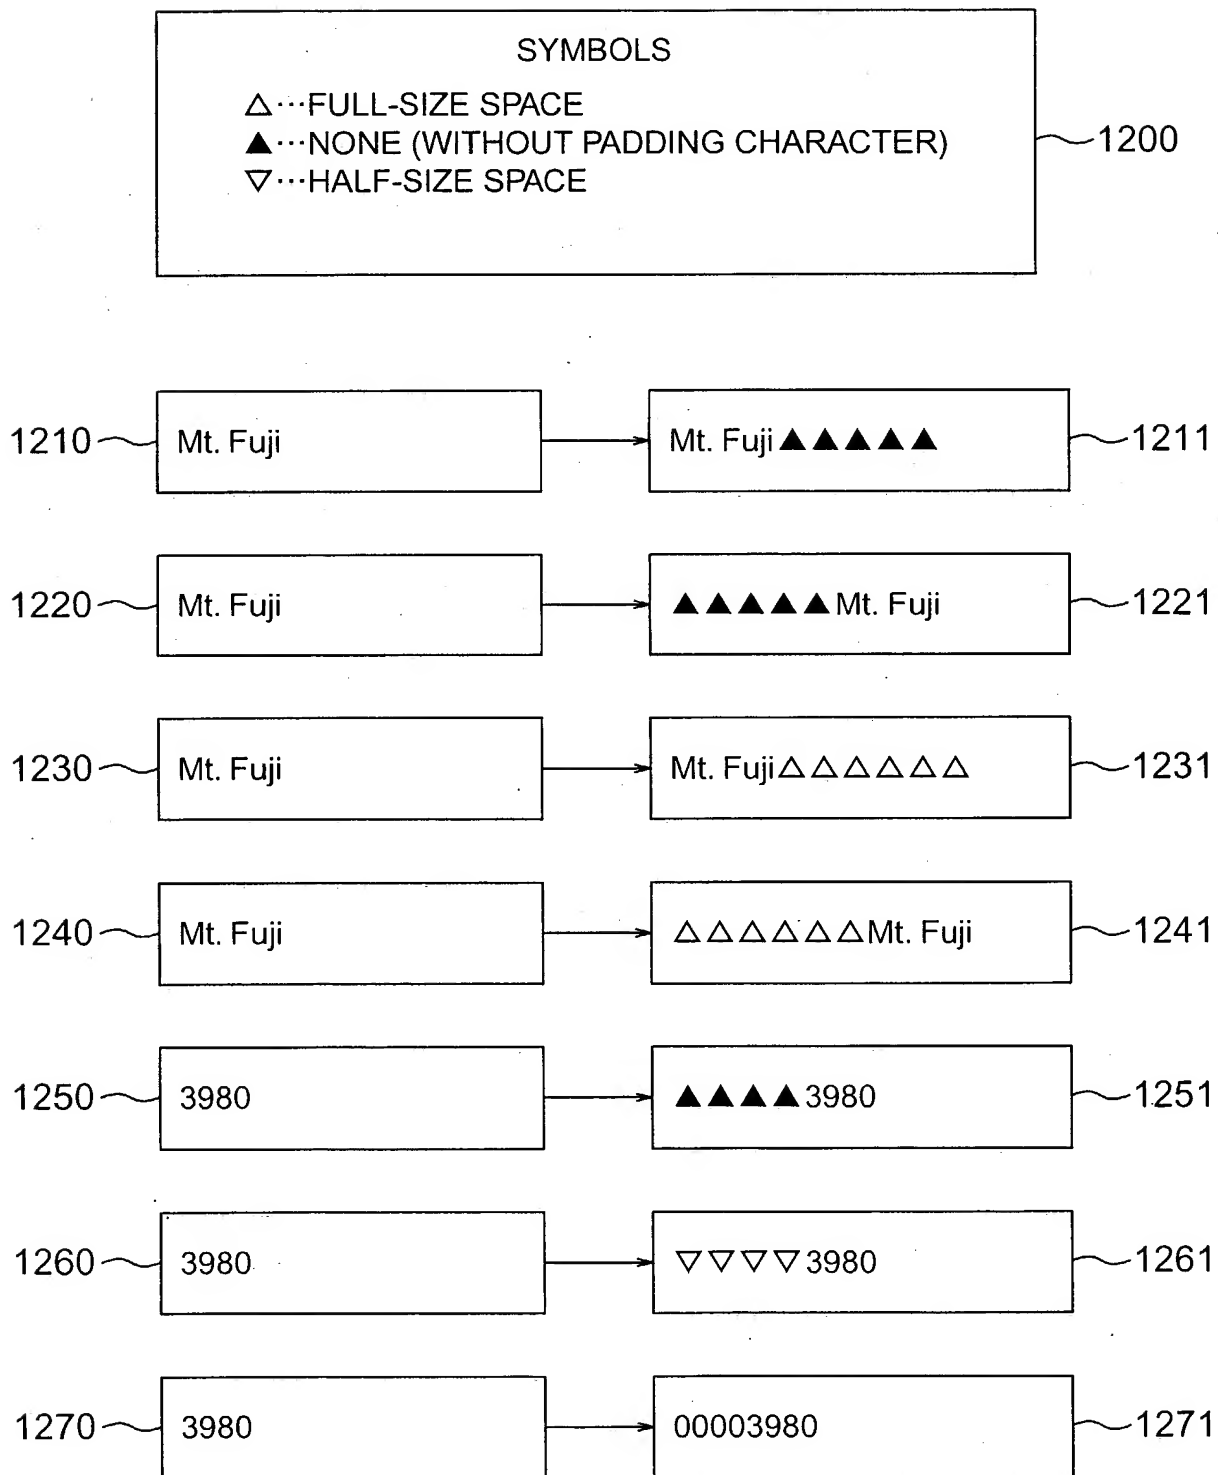 SYMBOLS
△···FULL-SIZE SPACE
▲···NONE (WITHOUT PADDING CHARACTER)
▽···HALF-SIZE SPACE
1200
1210 Mt. Fuji Mt. Fuji▲▲▲▲▲ 1211
1220 Mt. Fuji ▲▲▲▲▲Mt. Fuji 1221
1230 Mt. Fuji Mt. Fuji△△△△△△ 1231
1240 Mt. Fuji △△△△△△Mt. Fuji 1241
1250 3980 ▲▲▲▲3980 1251
1260 3980 ▽▽▽▽3980 1261
1270 3980 00003980 1271